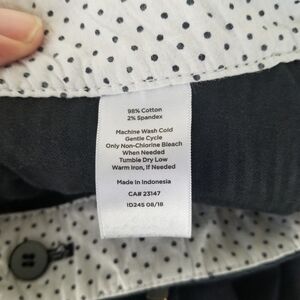 98% Cotton
2% Spandex
Machine Wash Cold
Gentle Cycle
Only Non-Chlorine Bleach
When Needed
Tumble Dry Low
Warm Iron, If Needed
Made in Indonesia
CA# 23147
ID245 08/18